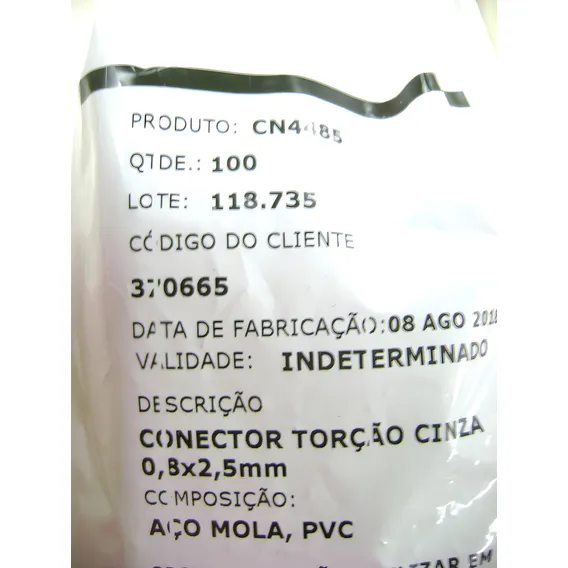 PRODUTO: CN4485
QTDE.: 100
LOTE: 118.735
CÓDIGO DO CLIENTE
370665
DATA DE FABRICAÇÃO:08 AGO
VALIDADE: INDETERMINADO
DESCRIÇÃO
CONECTOR TORÇÃO CINZA
0,8x2,5mm
COMPOSIÇÃO:
AÇO MOLA, PVC
EM